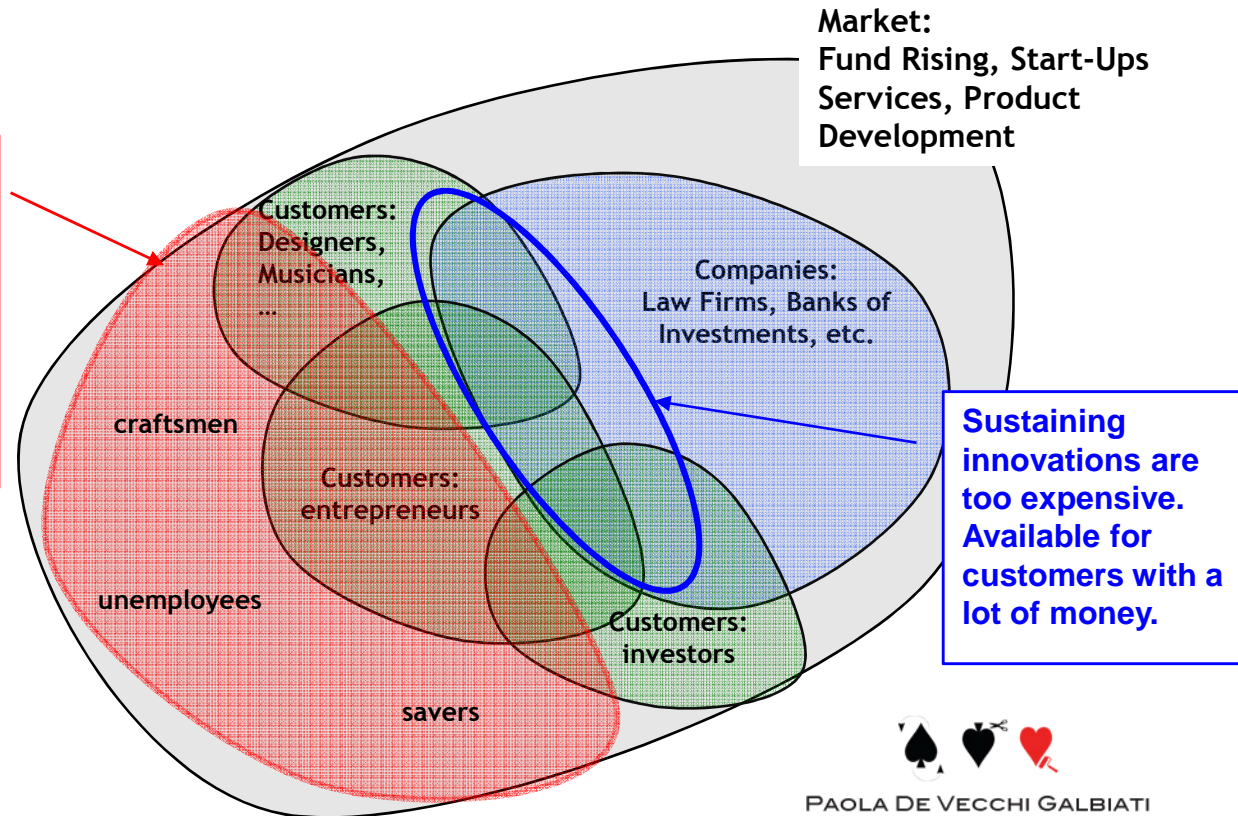 Market:
Fund Rising, Start-Ups
Services, Product
Development
Customers:
Designers,
Musicians,
…
Companies:
Law Firms, Banks of
Investments, etc.
craftsmen
Customers:
entrepreneurs
Sustaining
innovations are
too expensive.
Available for
customers with a
lot of money.
unemployees
Customers:
investors
savers
PAOLA DE VECCHI GALBIATI